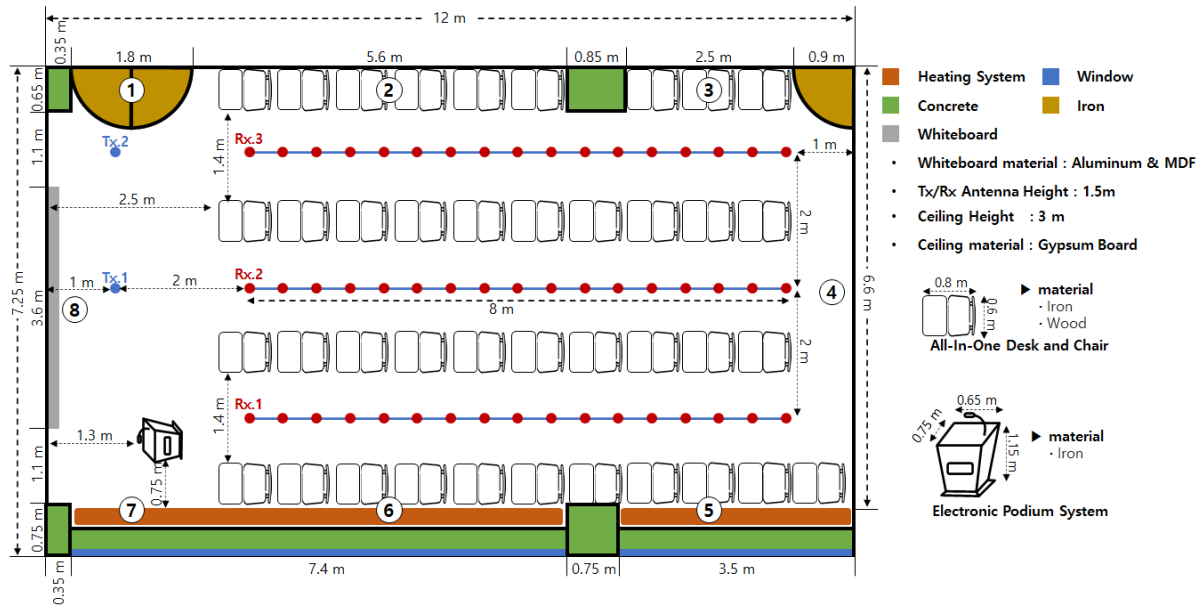 12 m
0.35 m
1.8 m
5.6 m
0.85 m
2.5 m
0.9 m
0.65 m
1.1 m
3.6 m
1.1 m
0.75 m
7.25 m
6.6 m
1
2
3
Tx.2
Rx.3
1.4 m
1 m
2.5 m
2 m
1 m
Tx.1
2 m
Rx.2
8 m
4
8
2 m
Rx.1
1.4 m
1.3 m
0.75 m
7
6
5
0.35 m
7.4 m
0.75 m
3.5 m
Heating System
Window
Concrete
Iron
Whiteboard
• Whiteboard material : Aluminum & MDF
• Tx/Rx Antenna Height : 1.5m
• Ceiling Height : 3 m
• Ceiling material : Gypsum Board
0.8 m
0.6 m
▶ material
· Iron
· Wood
All-In-One Desk and Chair
0.65 m
0.75 m
1.15 m
▶ material
· Iron
Electronic Podium System